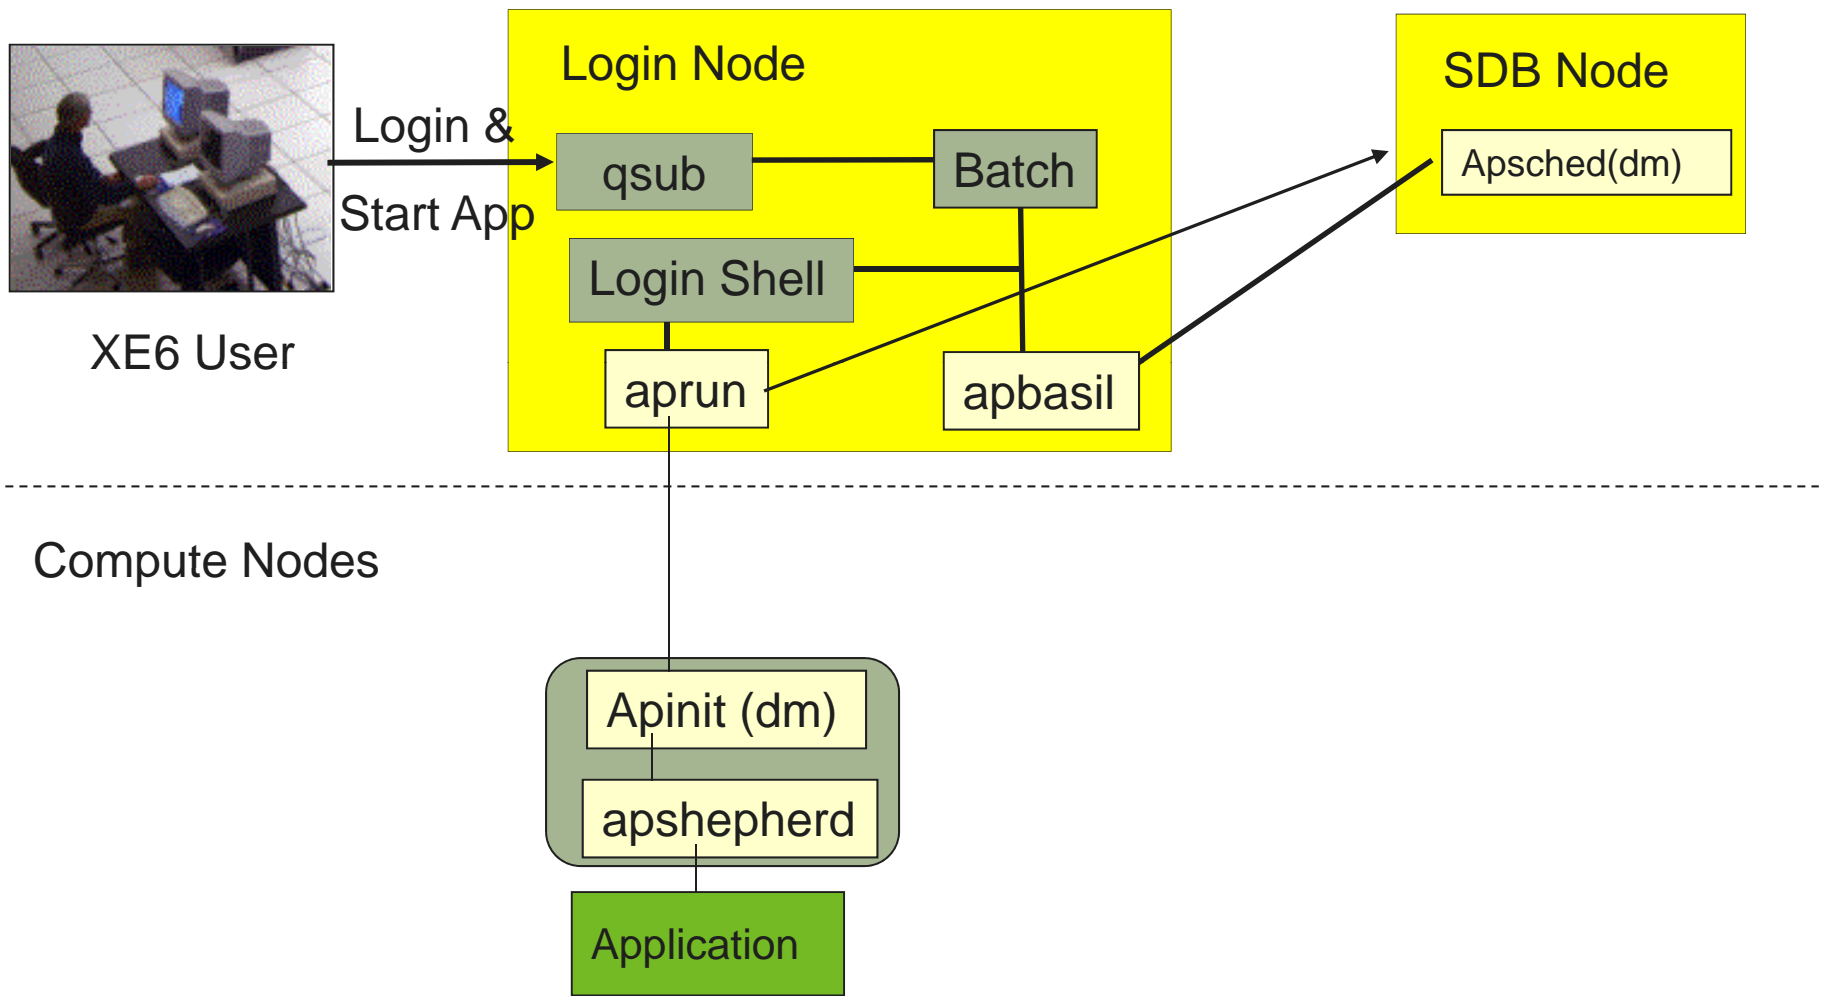 Login Node
SDB Node
Login &
Start App
qsub
Batch
Apsched(dm)
Login Shell
XE6 User
aprun
apbasil
Compute Nodes
Apinit (dm)
apshepherd
Application